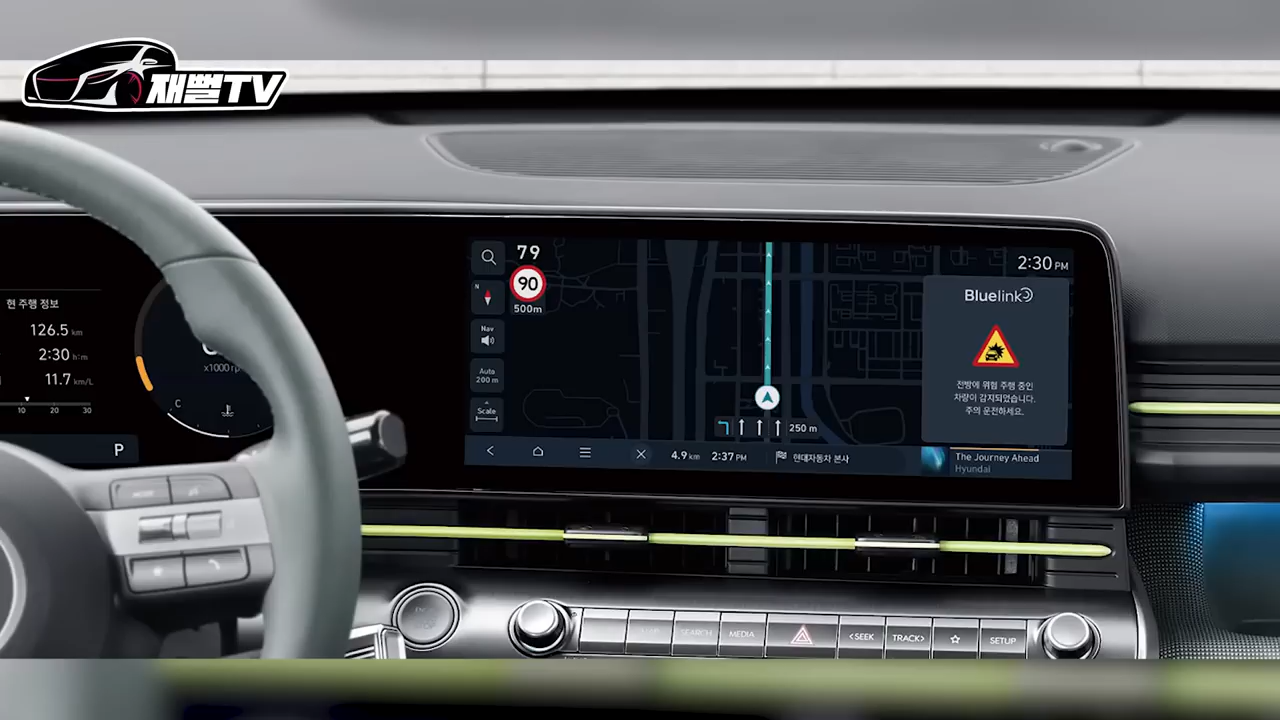 재뻘TV
현 주행 정보
126.5 km
2:30 h:m
11.7 km/L
10 20 30
C
x1000 r
P
79
90
500m
N
Nav
Auto
200 m
Scale
250 m
4.9 km 2:37 PM
현대자동차 본사
2:30 PM
Bluelink
전방에 위험 주행 중인
차량이 감지되었습니다.
주의 운전하세요.
The Journey Ahead
Hyundai
MODE
SEARCH
MEDIA
< SEEK
TRACK >
SETUP